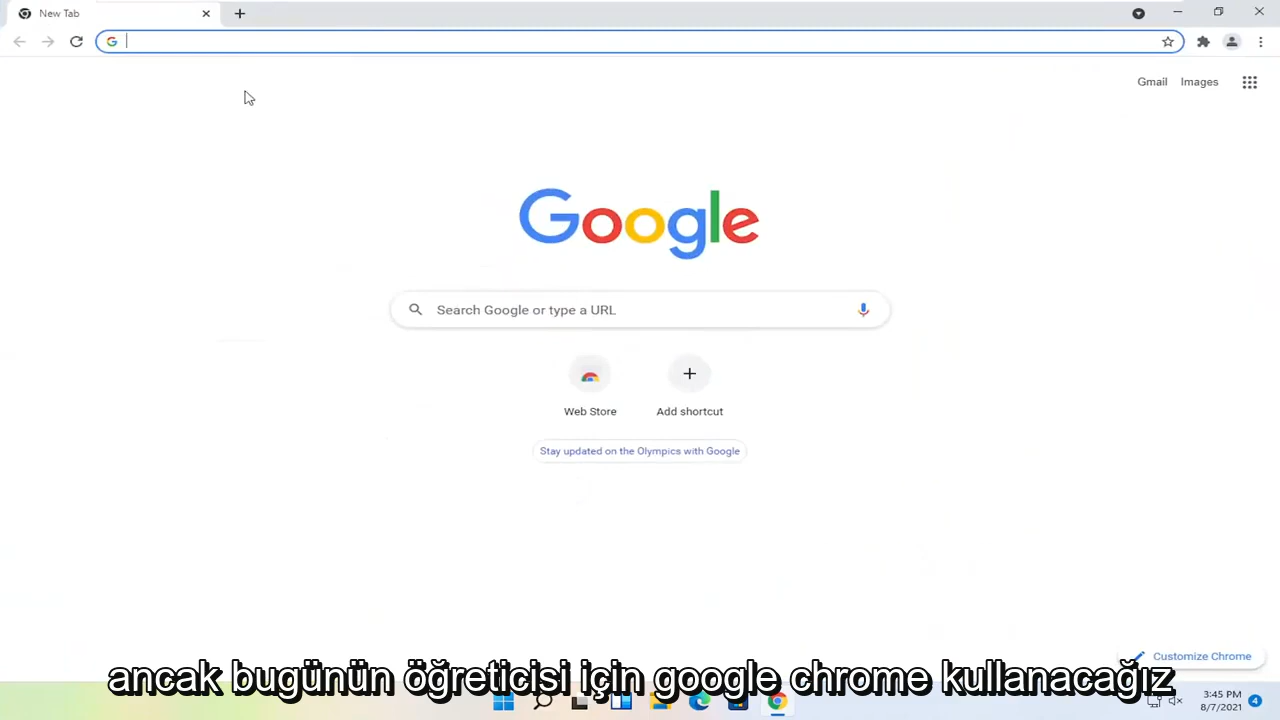 New Tab
Gmail Images
Google
Search Google or type a URL
Web Store Add shortcut
Stay updated on the Olympics with Google
Customize Chrome
ancak bugünün öğreticisi için google chrome kullanacağız
3:45 PM
8/7/2021
4